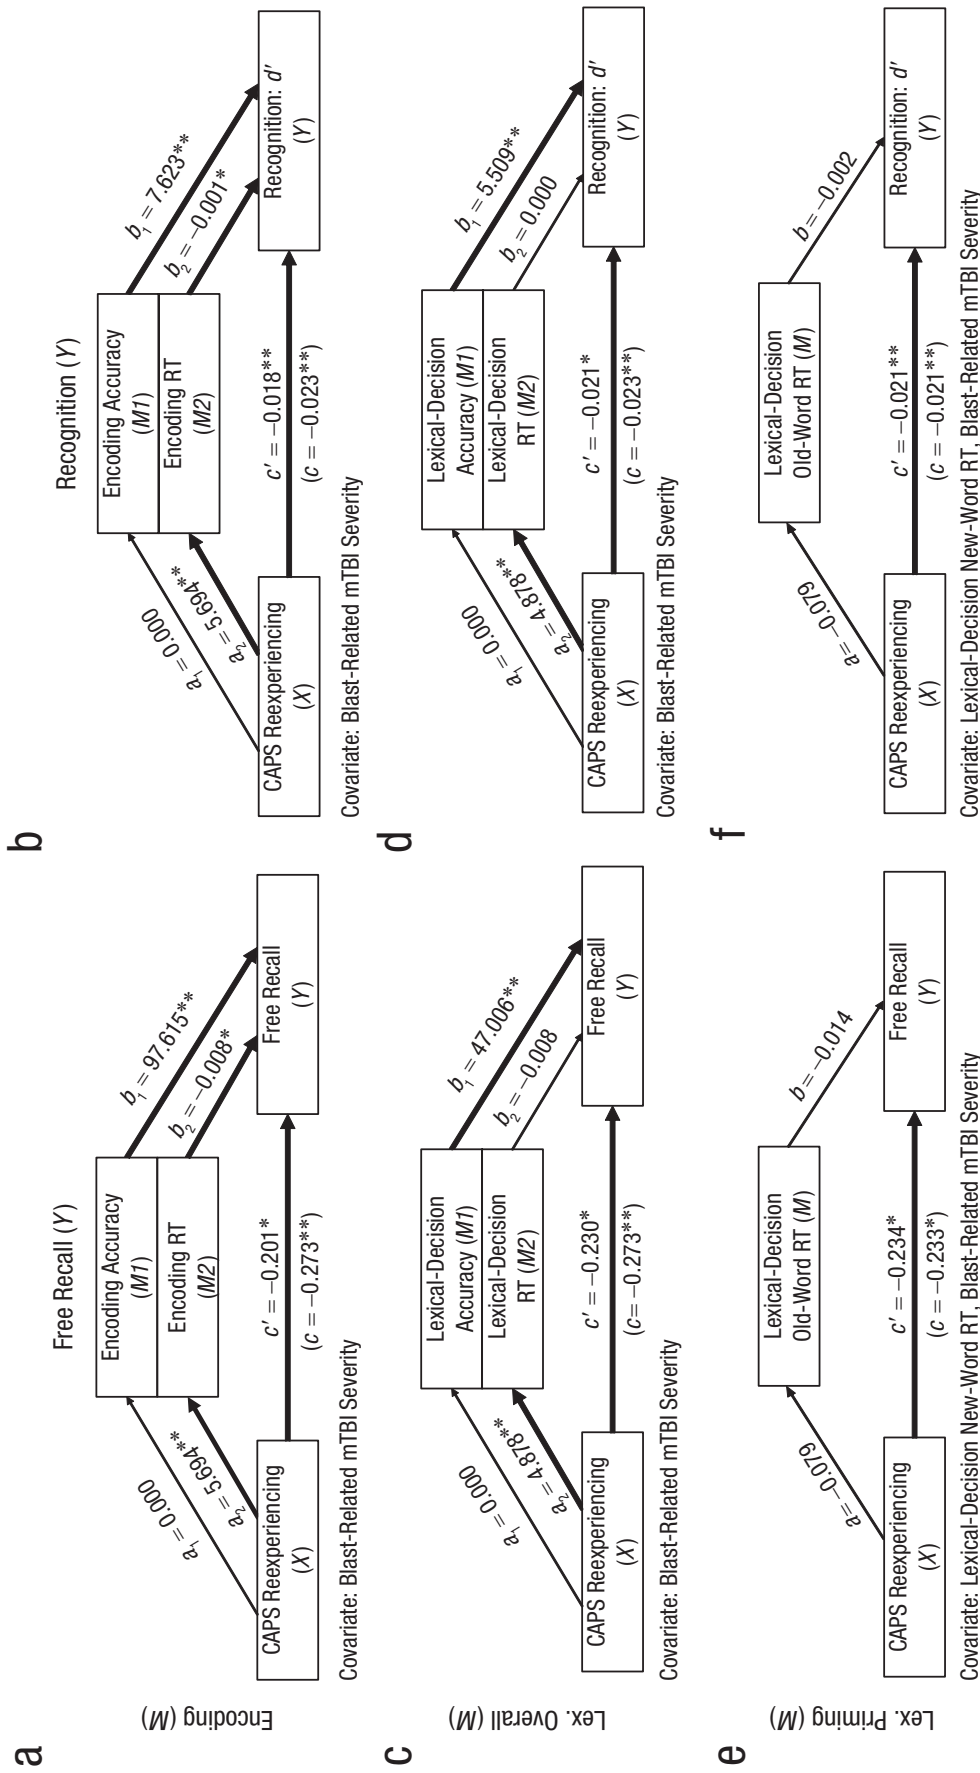 a
Free Recall (Y)
Encoding (M)
Encoding Accuracy
(M1)
Encoding RT
(M2)
a₁ = 0.000
a₂ = 5.694**
b₁ = 97.615**
b₂ = −0.008*
CAPS Reexperiencing
(X)
c′ = −0.201*
(c = −0.273**)
Free Recall
(Y)
Covariate: Blast-Related mTBI Severity
b
Recognition (Y)
Encoding Accuracy
(M1)
Encoding RT
(M2)
a₁ = 0.000
a₂ = 5.694**
b₁ = 7.623**
b₂ = −0.001*
CAPS Reexperiencing
(X)
c′ = −0.018**
(c = −0.023**)
Recognition: d′
(Y)
Covariate: Blast-Related mTBI Severity
c
Lex. Overall (M)
Lexical-Decision
Accuracy (M1)
Lexical-Decision
RT (M2)
a₁ = 0.000
a₂ = 4.878**
b₁ = 47.006**
b₂ = −0.008
CAPS Reexperiencing
(X)
c′ = −0.230*
(c= −0.273**)
Free Recall
(Y)
Covariate: Blast-Related mTBI Severity
d
Lexical-Decision
Accuracy (M1)
Lexical-Decision
RT (M2)
a₁ = 0.000
a₂ = 4.878**
b₁ = 5.509**
b₂ = 0.000
CAPS Reexperiencing
(X)
c′ = −0.021*
(c = −0.023**)
Recognition: d′
(Y)
Covariate: Blast-Related mTBI Severity
e
Lex. Priming (M)
Lexical-Decision
Old-Word RT (M)
a= −0.079
b= −0.014
CAPS Reexperiencing
(X)
c′ = −0.234*
(c = −0.233*)
Free Recall
(Y)
Covariate: Lexical-Decision New-Word RT, Blast-Related mTBI Severity
f
Lexical-Decision
Old-Word RT (M)
a= −0.079
b= −0.002
CAPS Reexperiencing
(X)
c′ = −0.021**
(c = −0.021**)
Recognition: d′
(Y)
Covariate: Lexical-Decision New-Word RT, Blast-Related mTBI Severity